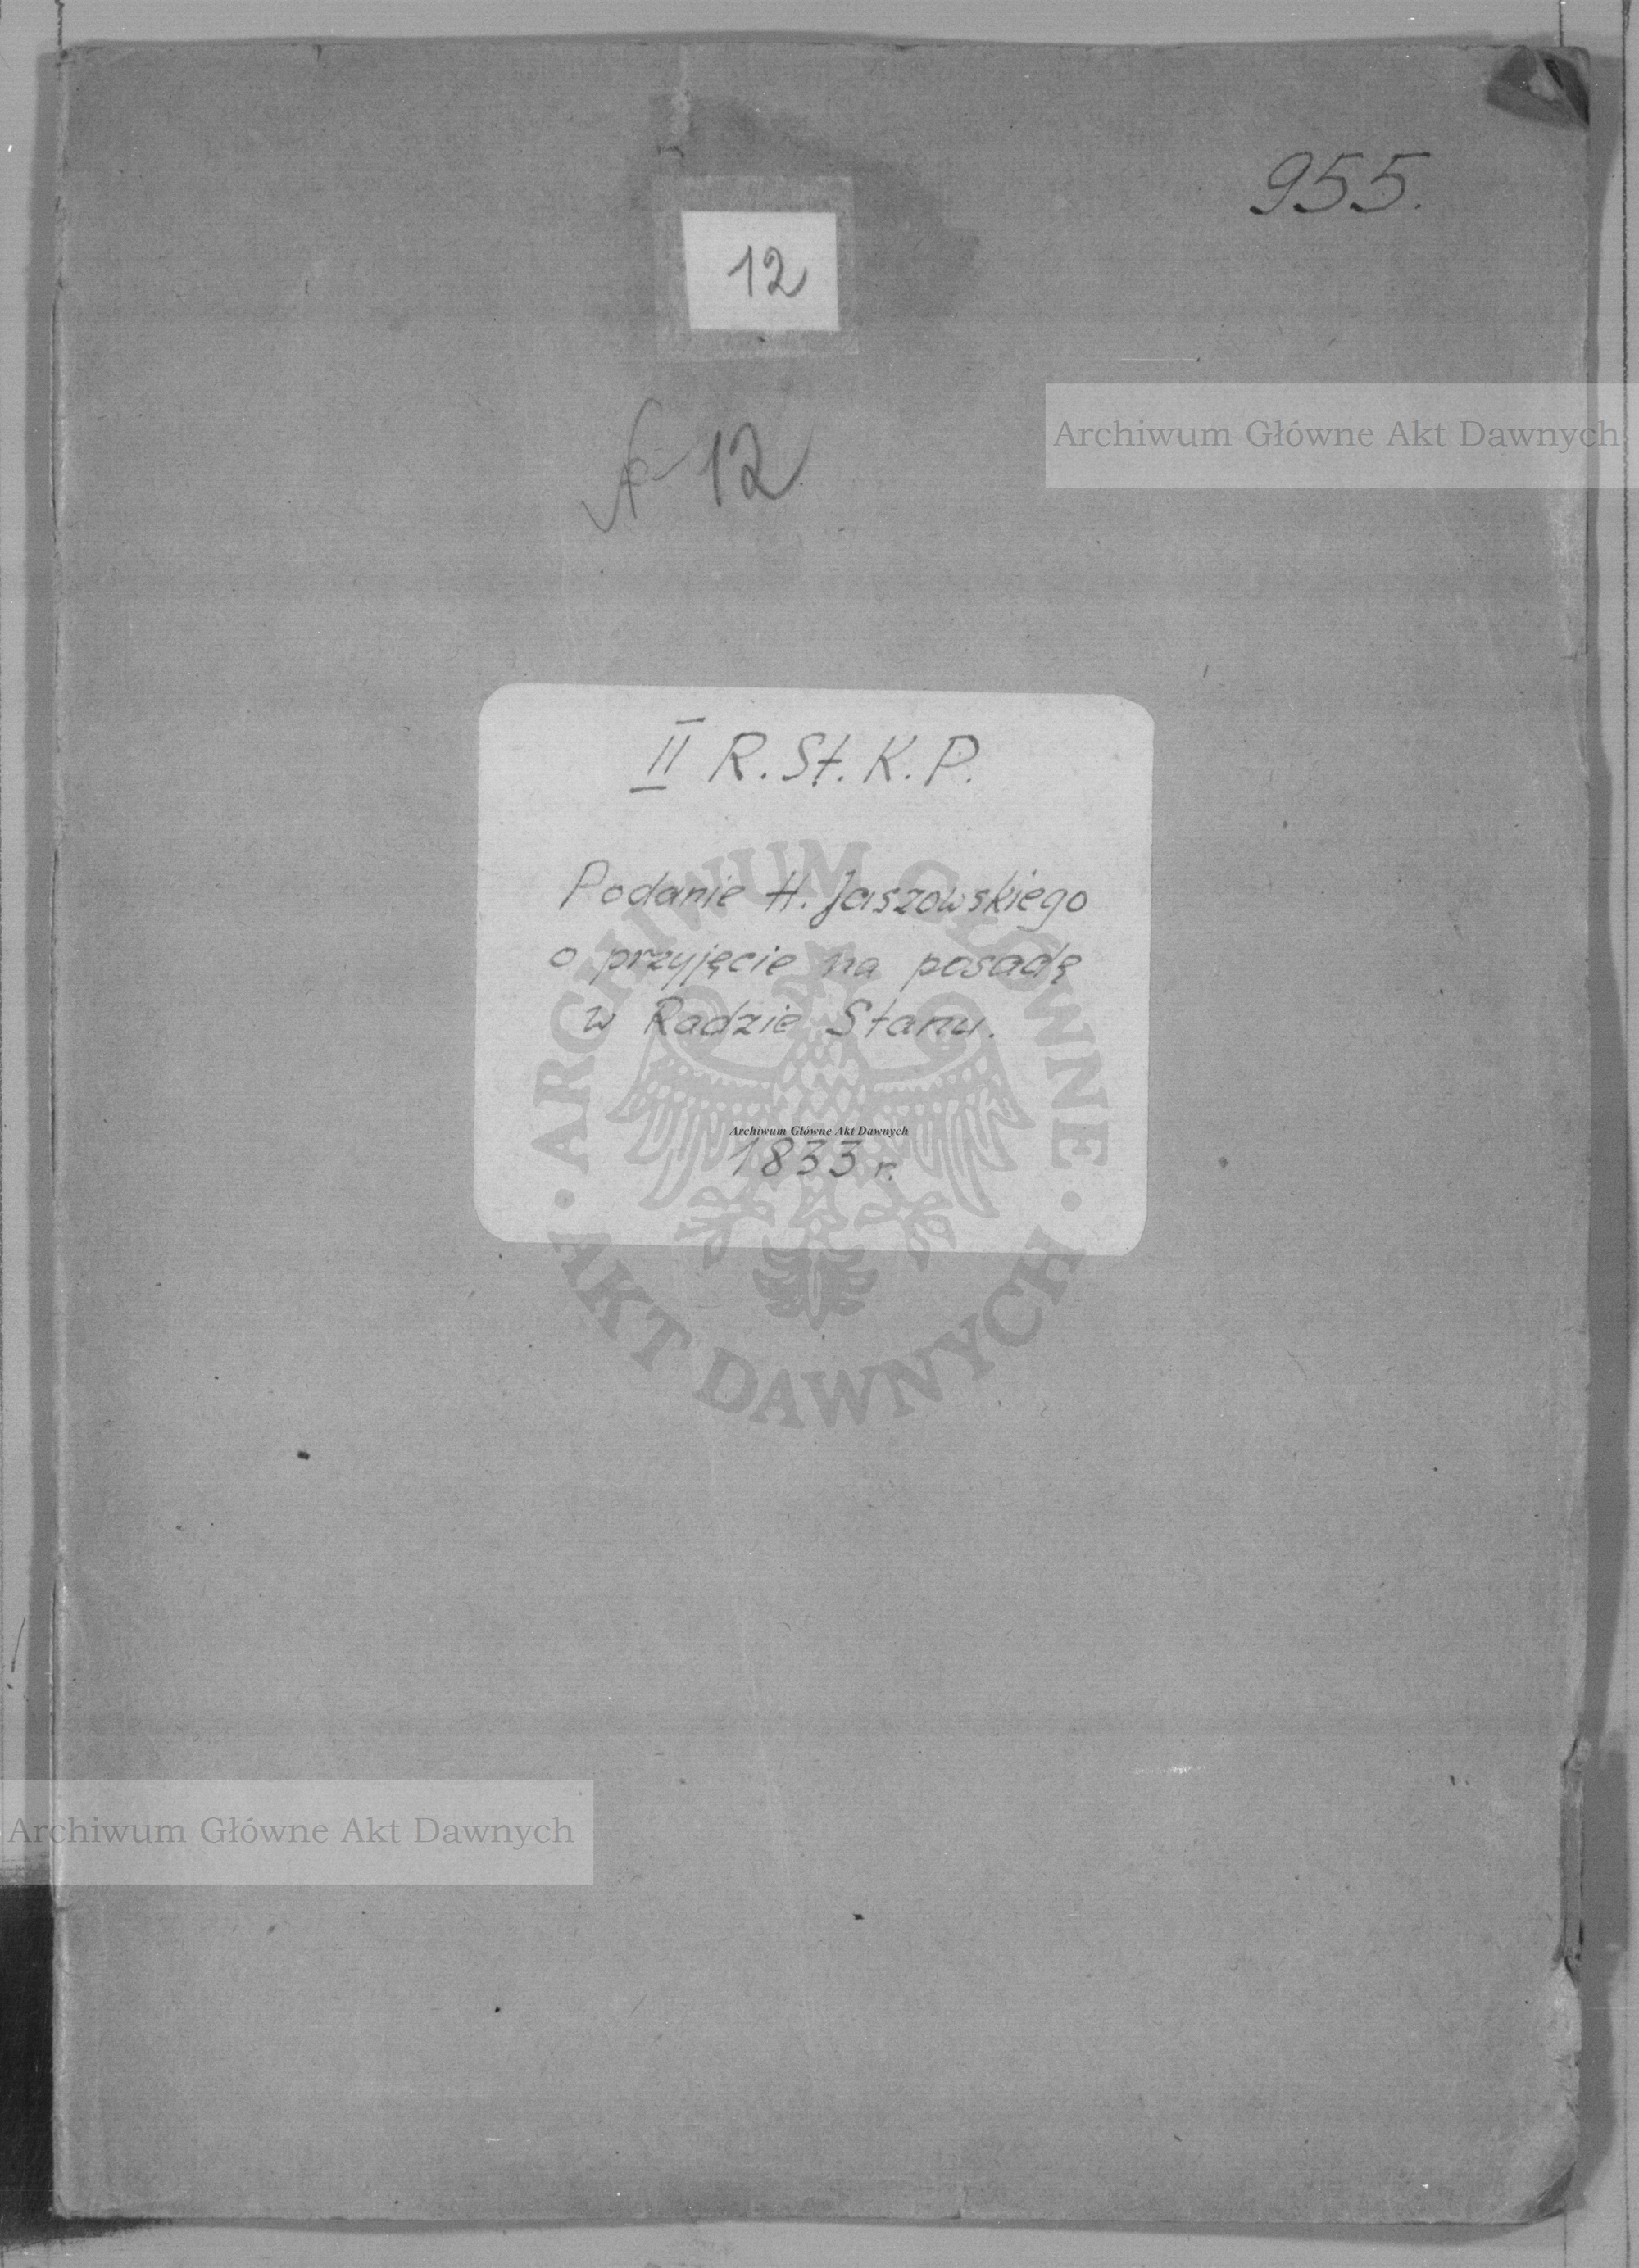 955.
12
Archiwum Główne Akt Dawnych
12
II R. St. K. P.
Podanie H. Jaszowskiego
o przyjęcie na posadę
w Radzie Stanu.
Archiwum Główne Akt Dawnych
1833 r.
ARCHIWUM GŁÓWNE
AKT DAWNYCH
Archiwum Główne Akt Dawnych